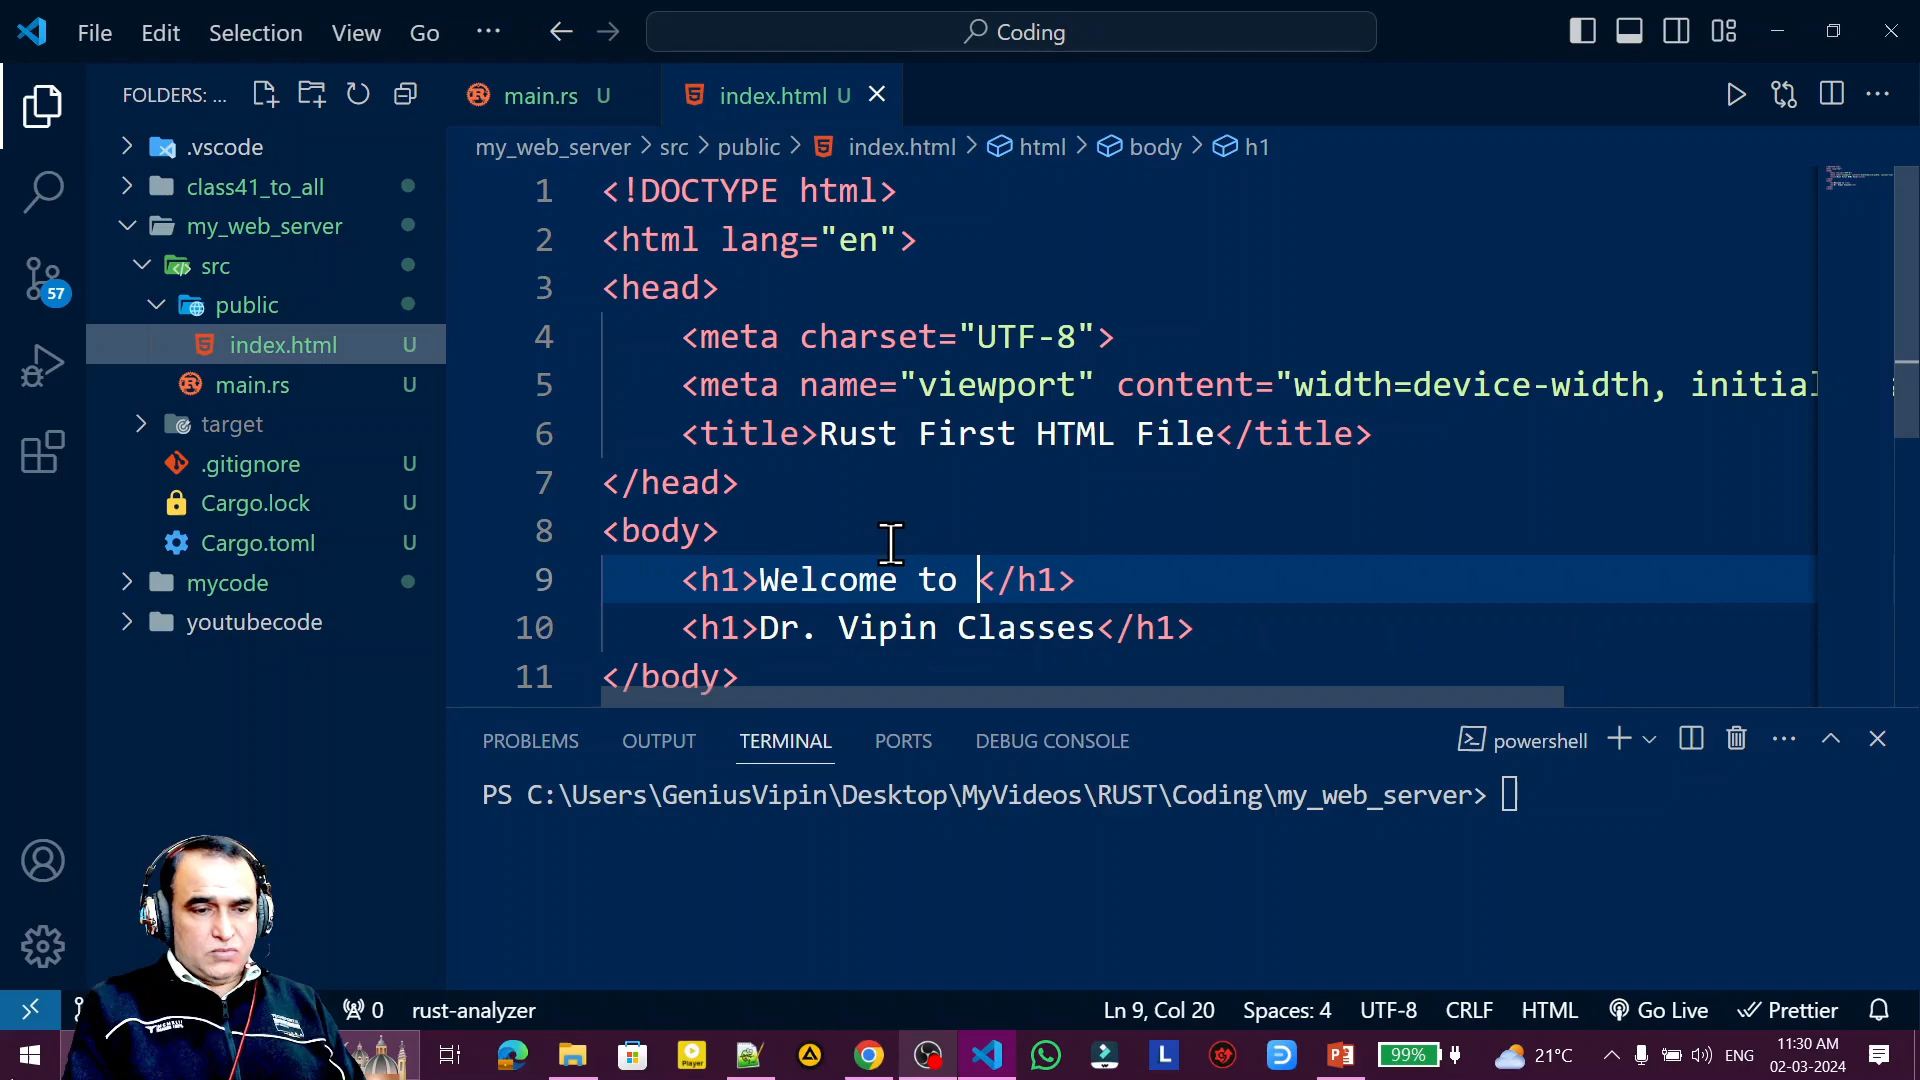 File Edit Selection View Go ··· Coding
FOLDERS: ...
main.rs U index.html U
my_web_server > src > public > index.html > html > body > h1
.vscode
class41_to_all
my_web_server
src
public
index.html U
main.rs U
target
.gitignore U
Cargo.lock U
Cargo.toml U
mycode
youtubecode
57
1 <!DOCTYPE html>
2 <html lang="en">
3 <head>
4 <meta charset="UTF-8">
5 <meta name="viewport" content="width=device-width, initial
6 <title>Rust First HTML File</title>
7 </head>
8 <body>
9 <h1>Welcome to </h1>
10 <h1>Dr. Vipin Classes</h1>
11 </body>
PROBLEMS OUTPUT TERMINAL PORTS DEBUG CONSOLE powershell
PS C:\Users\GeniusVipin\Desktop\MyVideos\RUST\Coding\my_web_server>
0 rust-analyzer Ln 9, Col 20 Spaces: 4 UTF-8 CRLF HTML Go Live Prettier
Player L 99% 21°C ENG 11:30 AM
02-03-2024